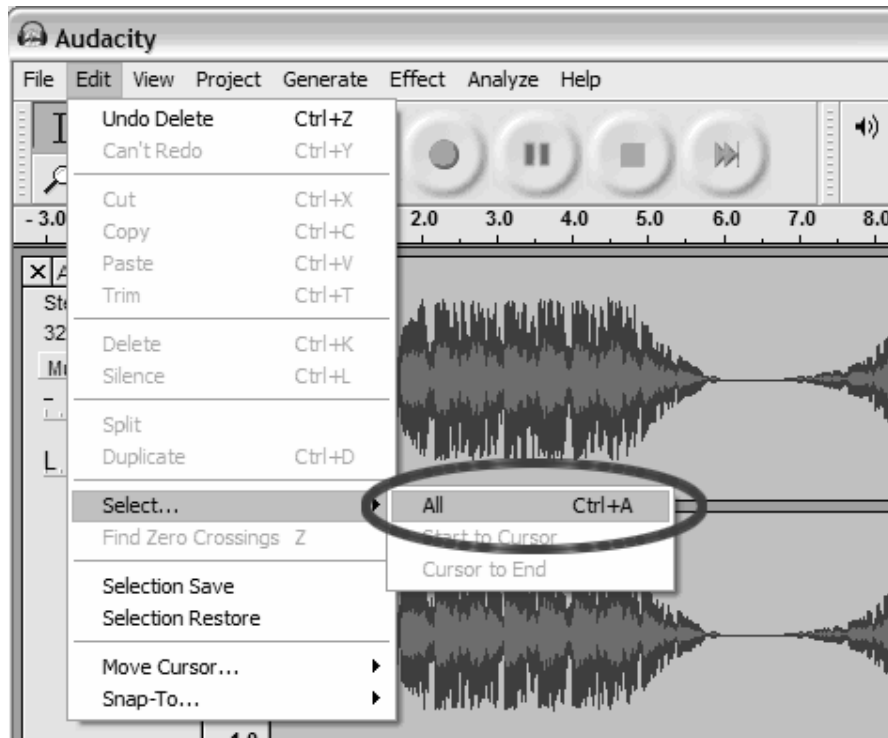 Audacity
File Edit View Project Generate Effect Analyze Help
Undo Delete Ctrl+Z
Can't Redo Ctrl+Y
- 3.0 2.0 3.0 4.0 5.0 6.0 7.0 8.0
Cut Ctrl+X
Copy Ctrl+C
Paste Ctrl+V
Trim Ctrl+T
32
Delete Ctrl+K
Silence Ctrl+L
Split
Duplicate Ctrl+D
L
Select... All Ctrl+A
Find Zero Crossings Z Start to Cursor
Cursor to End
Selection Save
Selection Restore
Move Cursor...
Snap-To...